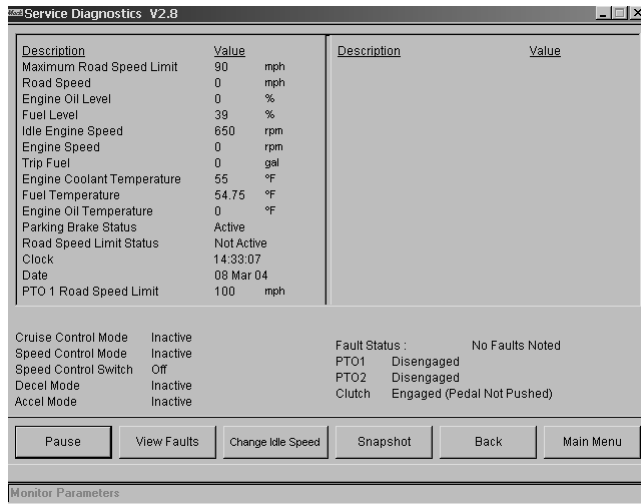 Service Diagnostics V2.8
Description Value
Maximum Road Speed Limit 90 mph
Road Speed 0 mph
Engine Oil Level 0 %
Fuel Level 39 %
Idle Engine Speed 650 rpm
Engine Speed 0 rpm
Trip Fuel 0 gal
Engine Coolant Temperature 55 °F
Fuel Temperature 54.75 °F
Engine Oil Temperature 0 °F
Parking Brake Status Active
Road Speed Limit Status Not Active
Clock 14:33:07
Date 08 Mar 04
PTO 1 Road Speed Limit 100 mph
Description Value
Cruise Control Mode Inactive
Speed Control Mode Inactive
Speed Control Switch Off
Decel Mode Inactive
Accel Mode Inactive
Fault Status : No Faults Noted
PTO1 Disengaged
PTO2 Disengaged
Clutch Engaged (Pedal Not Pushed)
Pause View Faults Change Idle Speed Snapshot Back Main Menu
Monitor Parameters